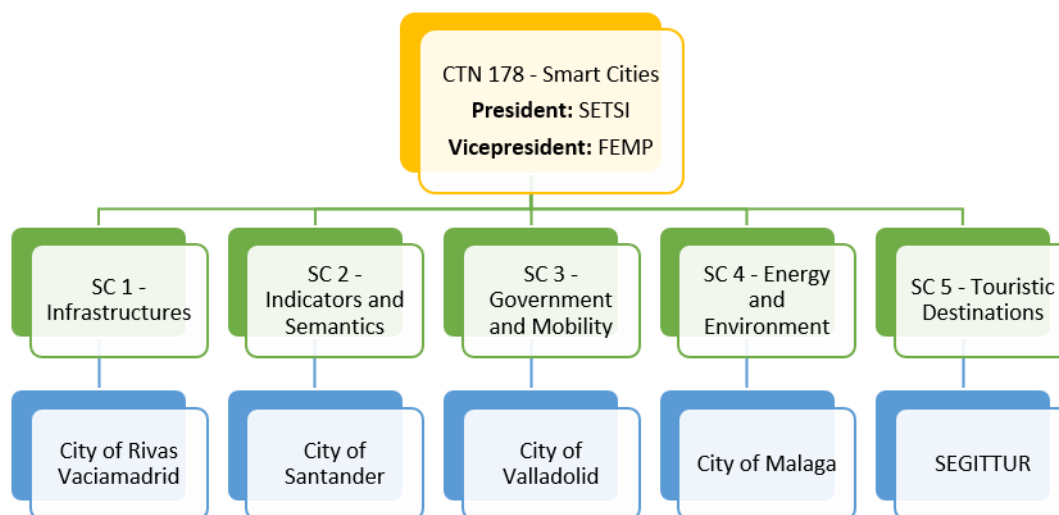 CTN 178 - Smart Cities
President: SETSI
Vicepresident: FEMP
SC 1 -
Infrastructures
SC 2 -
Indicators and
Semantics
SC 3 -
Government
and Mobility
SC 4 - Energy
and
Environment
SC 5 - Touristic
Destinations
City of Rivas
Vaciamadrid
City of
Santander
City of
Valladolid
City of Malaga
SEGITTUR